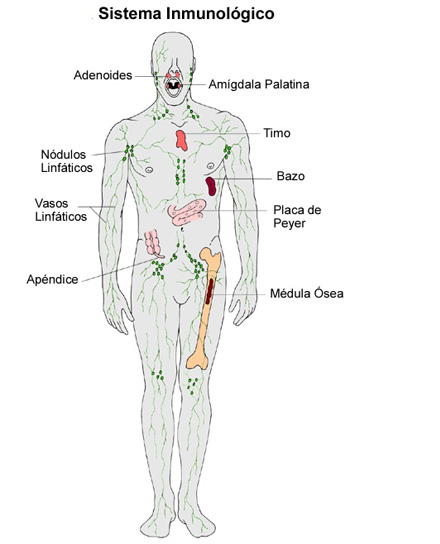 Sistema Inmunológico
Adenoides
Amígdala Palatina
Timo
Nódulos
Linfáticos
Bazo
Vasos
Linfáticos
Placa de
Peyer
Apéndice
Médula Ósea